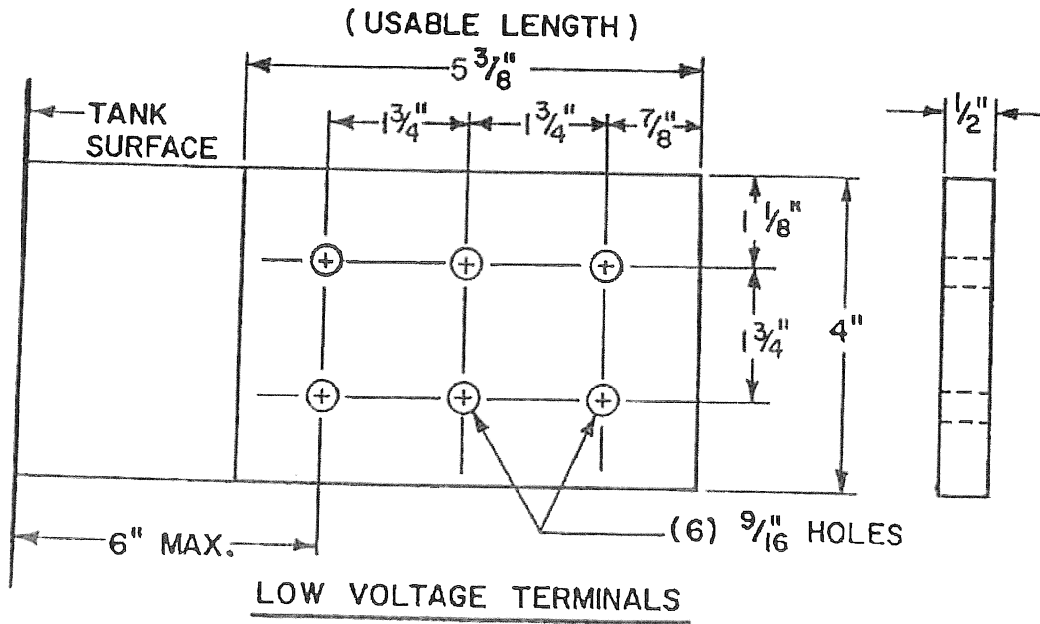 (USABLE LENGTH)
5 3/8"
TANK
SURFACE
1 3/4"
1 3/4"
7/8"
1/2"
1 1/8"
1 3/4"
4"
6" MAX.
(6) 9/16" HOLES
LOW VOLTAGE TERMINALS